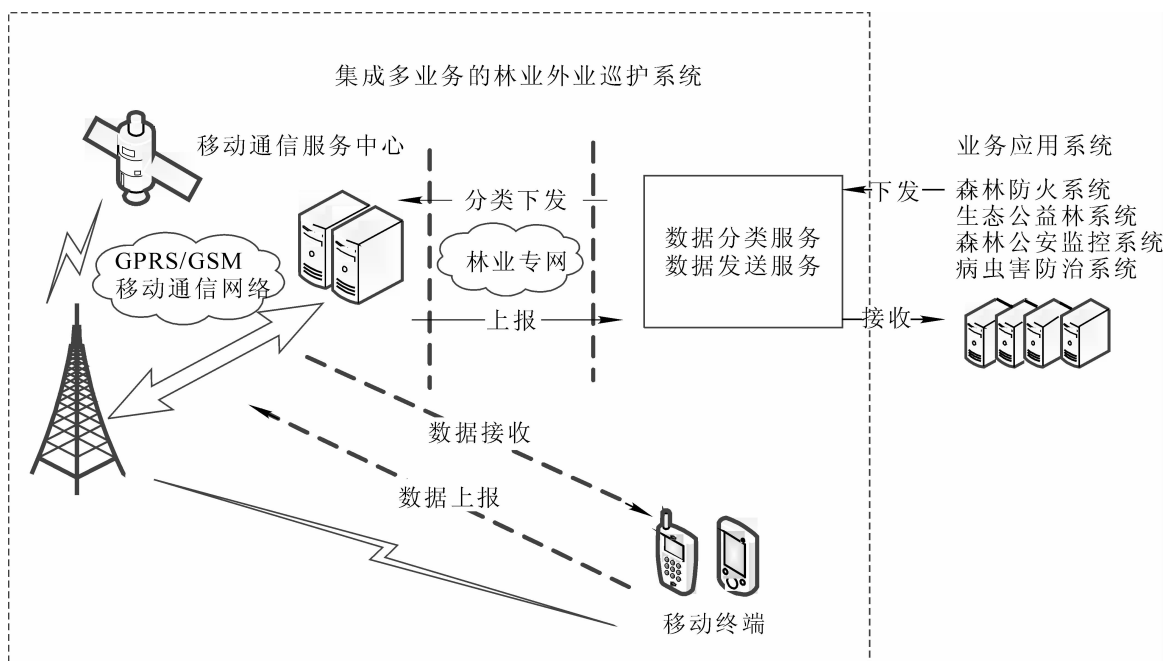 集成多业务的林业外业巡护系统
移动通信服务中心
业务应用系统
分类下发
下发
森林防火系统
生态公益林系统
森林公安监控系统
病虫害防治系统
数据分类服务
数据发送服务
GPRS/GSM
移动通信网络
林业专网
上报
接收
数据接收
数据上报
移动终端